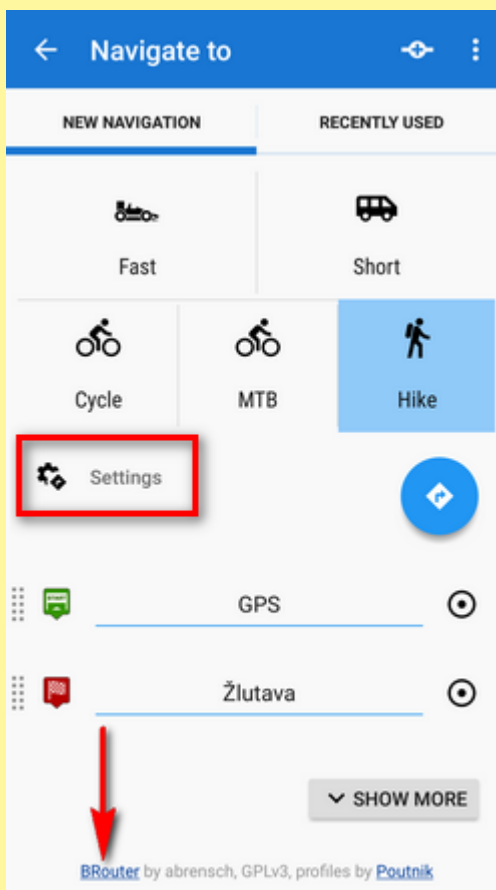 Navigate to
NEW NAVIGATION RECENTLY USED
Fast Short
Cycle MTB Hike
Settings
START GPS
Žlutava
SHOW MORE
BRouter by abrensch, GPLv3, profiles by Poutnik